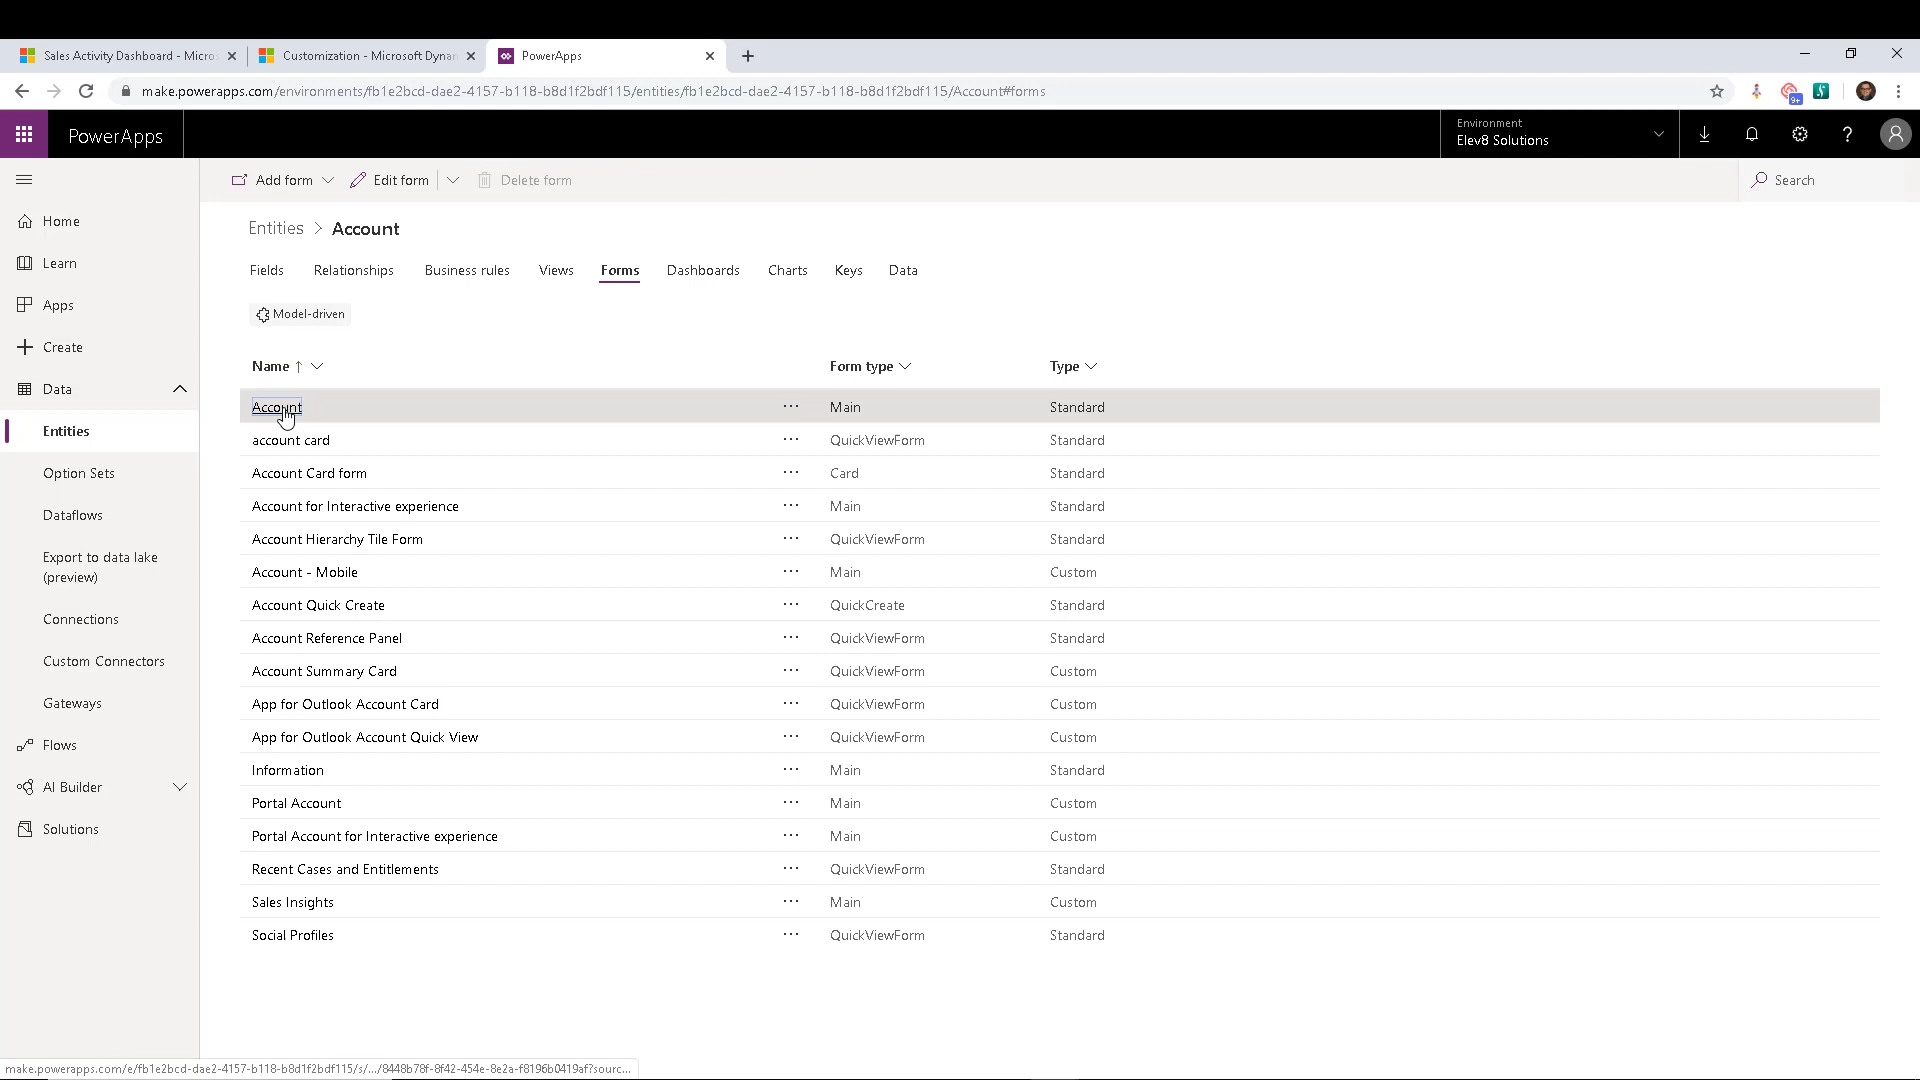 Sales Activity Dashboard - Micro
Customization - Microsoft Dynar
PowerApps
make.powerapps.com/environments/fb1e2bcd-dae2-4157-b118-b8d1f2bdf115/entities/fb1e2bcd-dae2-4157-b118-b8d1f2bdf115/Account#forms
9+
PowerApps
Environment
Elev8 Solutions
?
Add form
Edit form
Delete form
Search
Home
Learn
Apps
Create
Data
Entities
Option Sets
Dataflows
Export to data lake
(preview)
Connections
Custom Connectors
Gateways
Flows
AI Builder
Solutions
Entities > Account
Fields Relationships Business rules Views Forms Dashboards Charts Keys Data
Model-driven
Name ↑ Form type Type
Account ··· Main Standard
account card ··· QuickViewForm Standard
Account Card form ··· Card Standard
Account for Interactive experience ··· Main Standard
Account Hierarchy Tile Form ··· QuickViewForm Standard
Account - Mobile ··· Main Custom
Account Quick Create ··· QuickCreate Standard
Account Reference Panel ··· QuickViewForm Standard
Account Summary Card ··· QuickViewForm Custom
App for Outlook Account Card ··· QuickViewForm Custom
App for Outlook Account Quick View ··· QuickViewForm Custom
Information ··· Main Standard
Portal Account ··· Main Custom
Portal Account for Interactive experience ··· Main Custom
Recent Cases and Entitlements ··· QuickViewForm Standard
Sales Insights ··· Main Custom
Social Profiles ··· QuickViewForm Standard
make.powerapps.com/e/fb1e2bcd-dae2-4157-b118-b8d1f2bdf115/s/.../8448b78f-8f42-454e-8e2a-f8196b0419af?sourc...